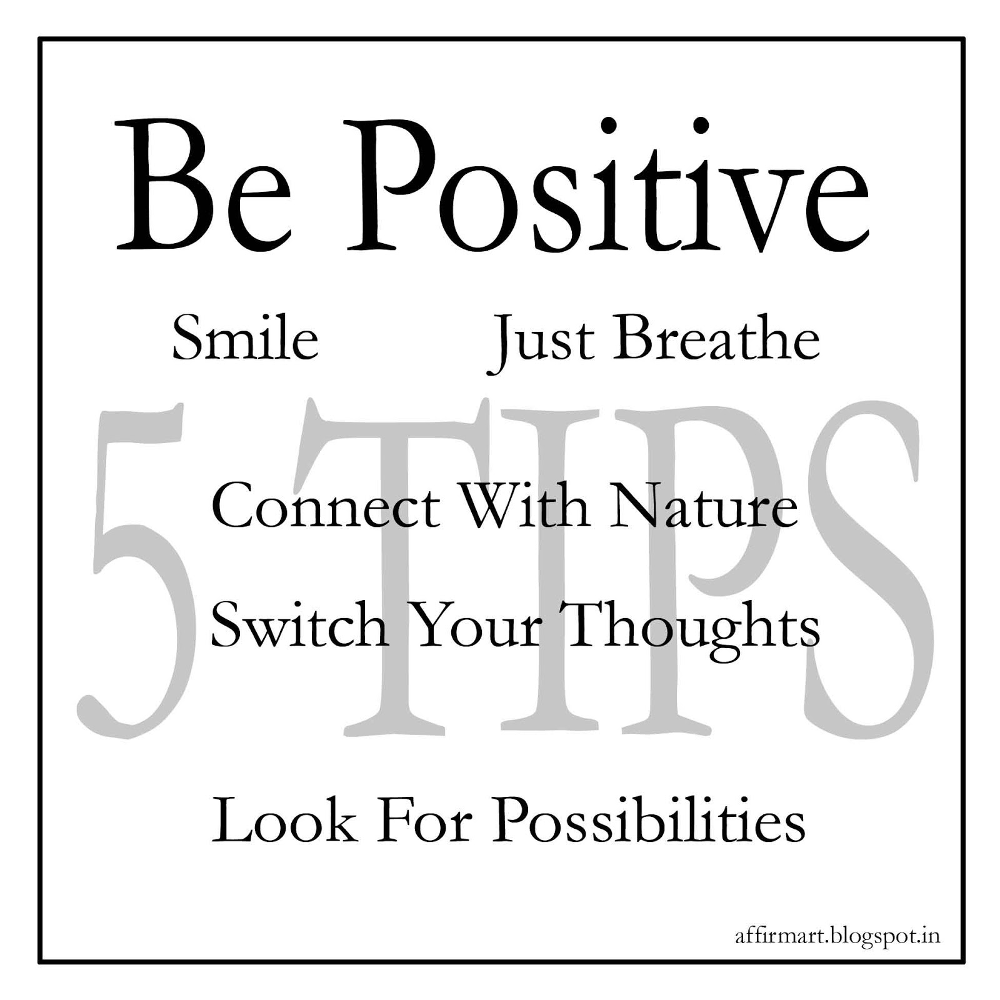 Be Positive
Smile Just Breathe
5 TIPS
Connect With Nature
Switch Your Thoughts
Look For Possibilities
affirmart.blogspot.in